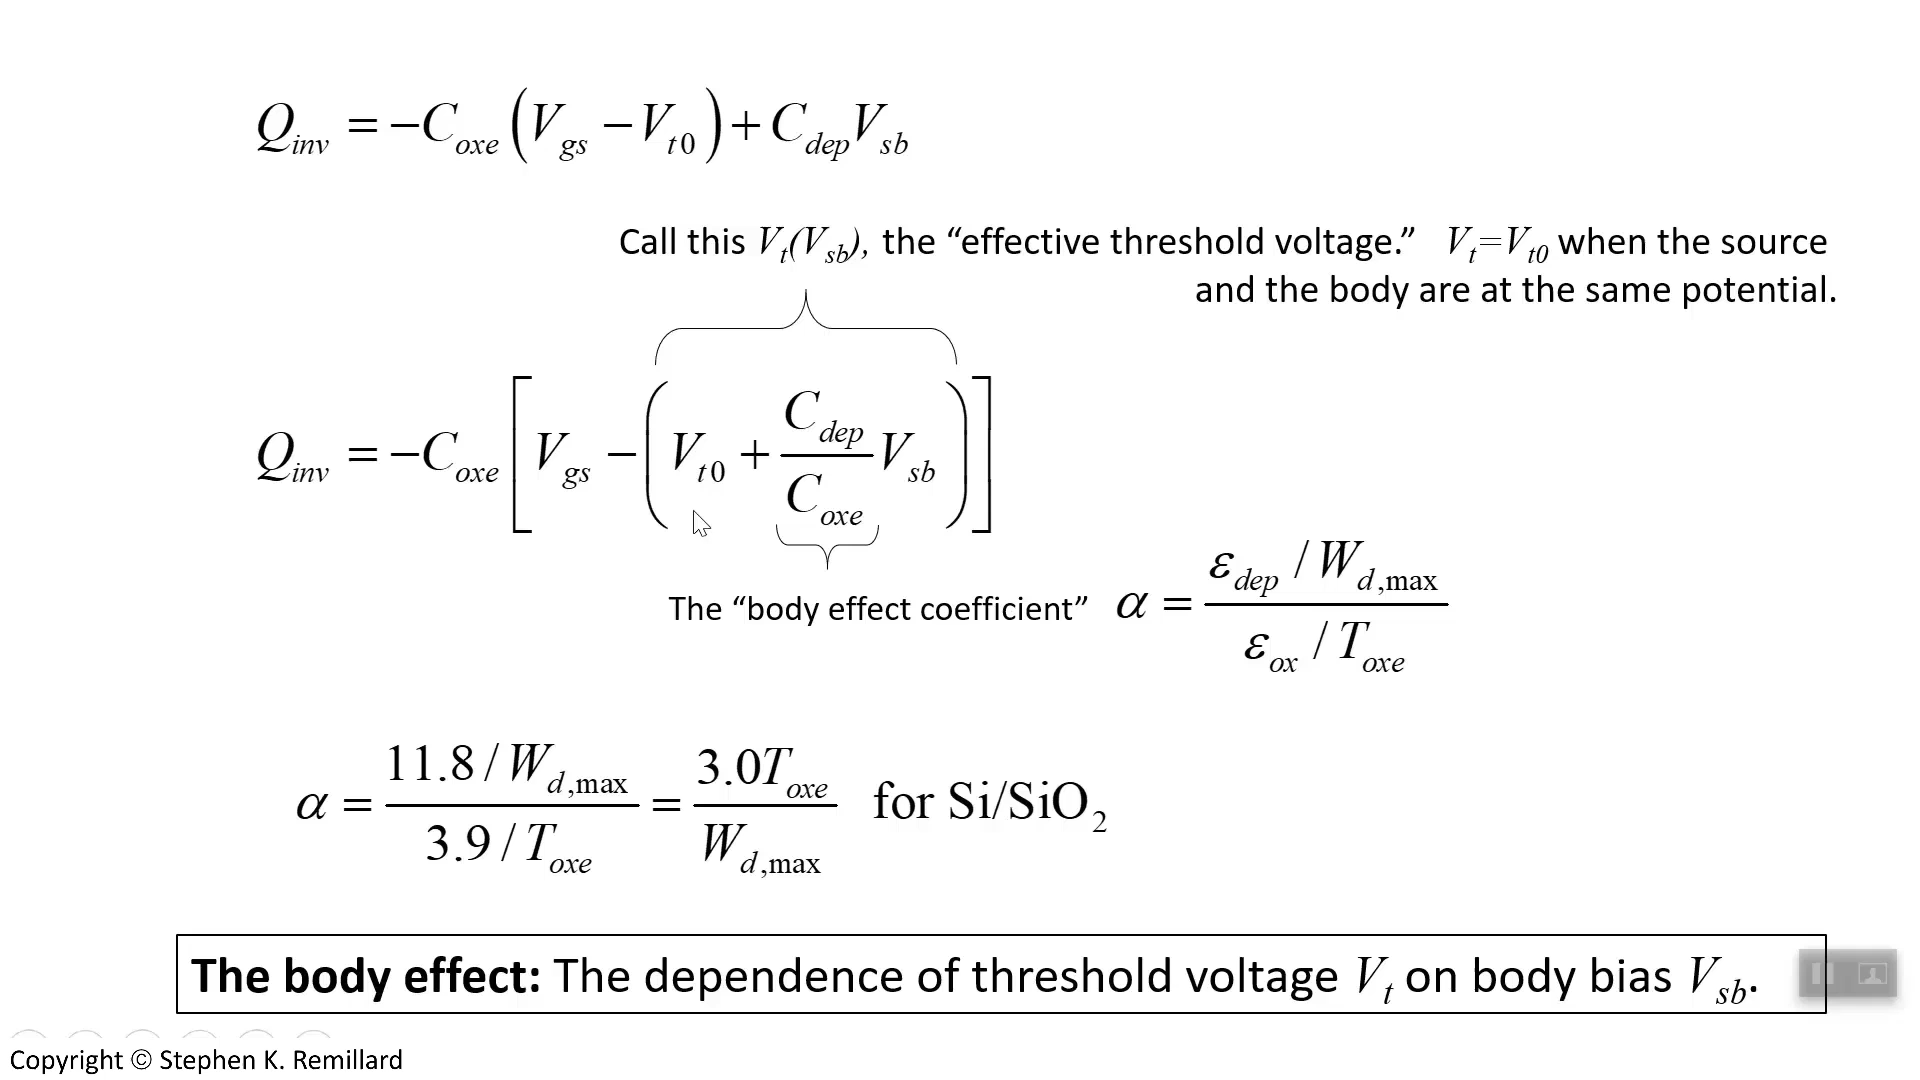 Q_inv = −C_oxe (V_gs − V_t0) + C_dep V_sb
Call this V_t(V_sb), the “effective threshold voltage.” V_t=V_t0 when the source
and the body are at the same potential.
Q_inv = −C_oxe [V_gs − (V_t0 + C_dep / C_oxe V_sb)]
The “body effect coefficient” α = (ε_dep / W_d,max) / (ε_ox / T_oxe)
α = (11.8 / W_d,max) / (3.9 / T_oxe) = 3.0T_oxe / W_d,max for Si/SiO₂
The body effect: The dependence of threshold voltage V_t on body bias V_sb.
Copyright © Stephen K. Remillard